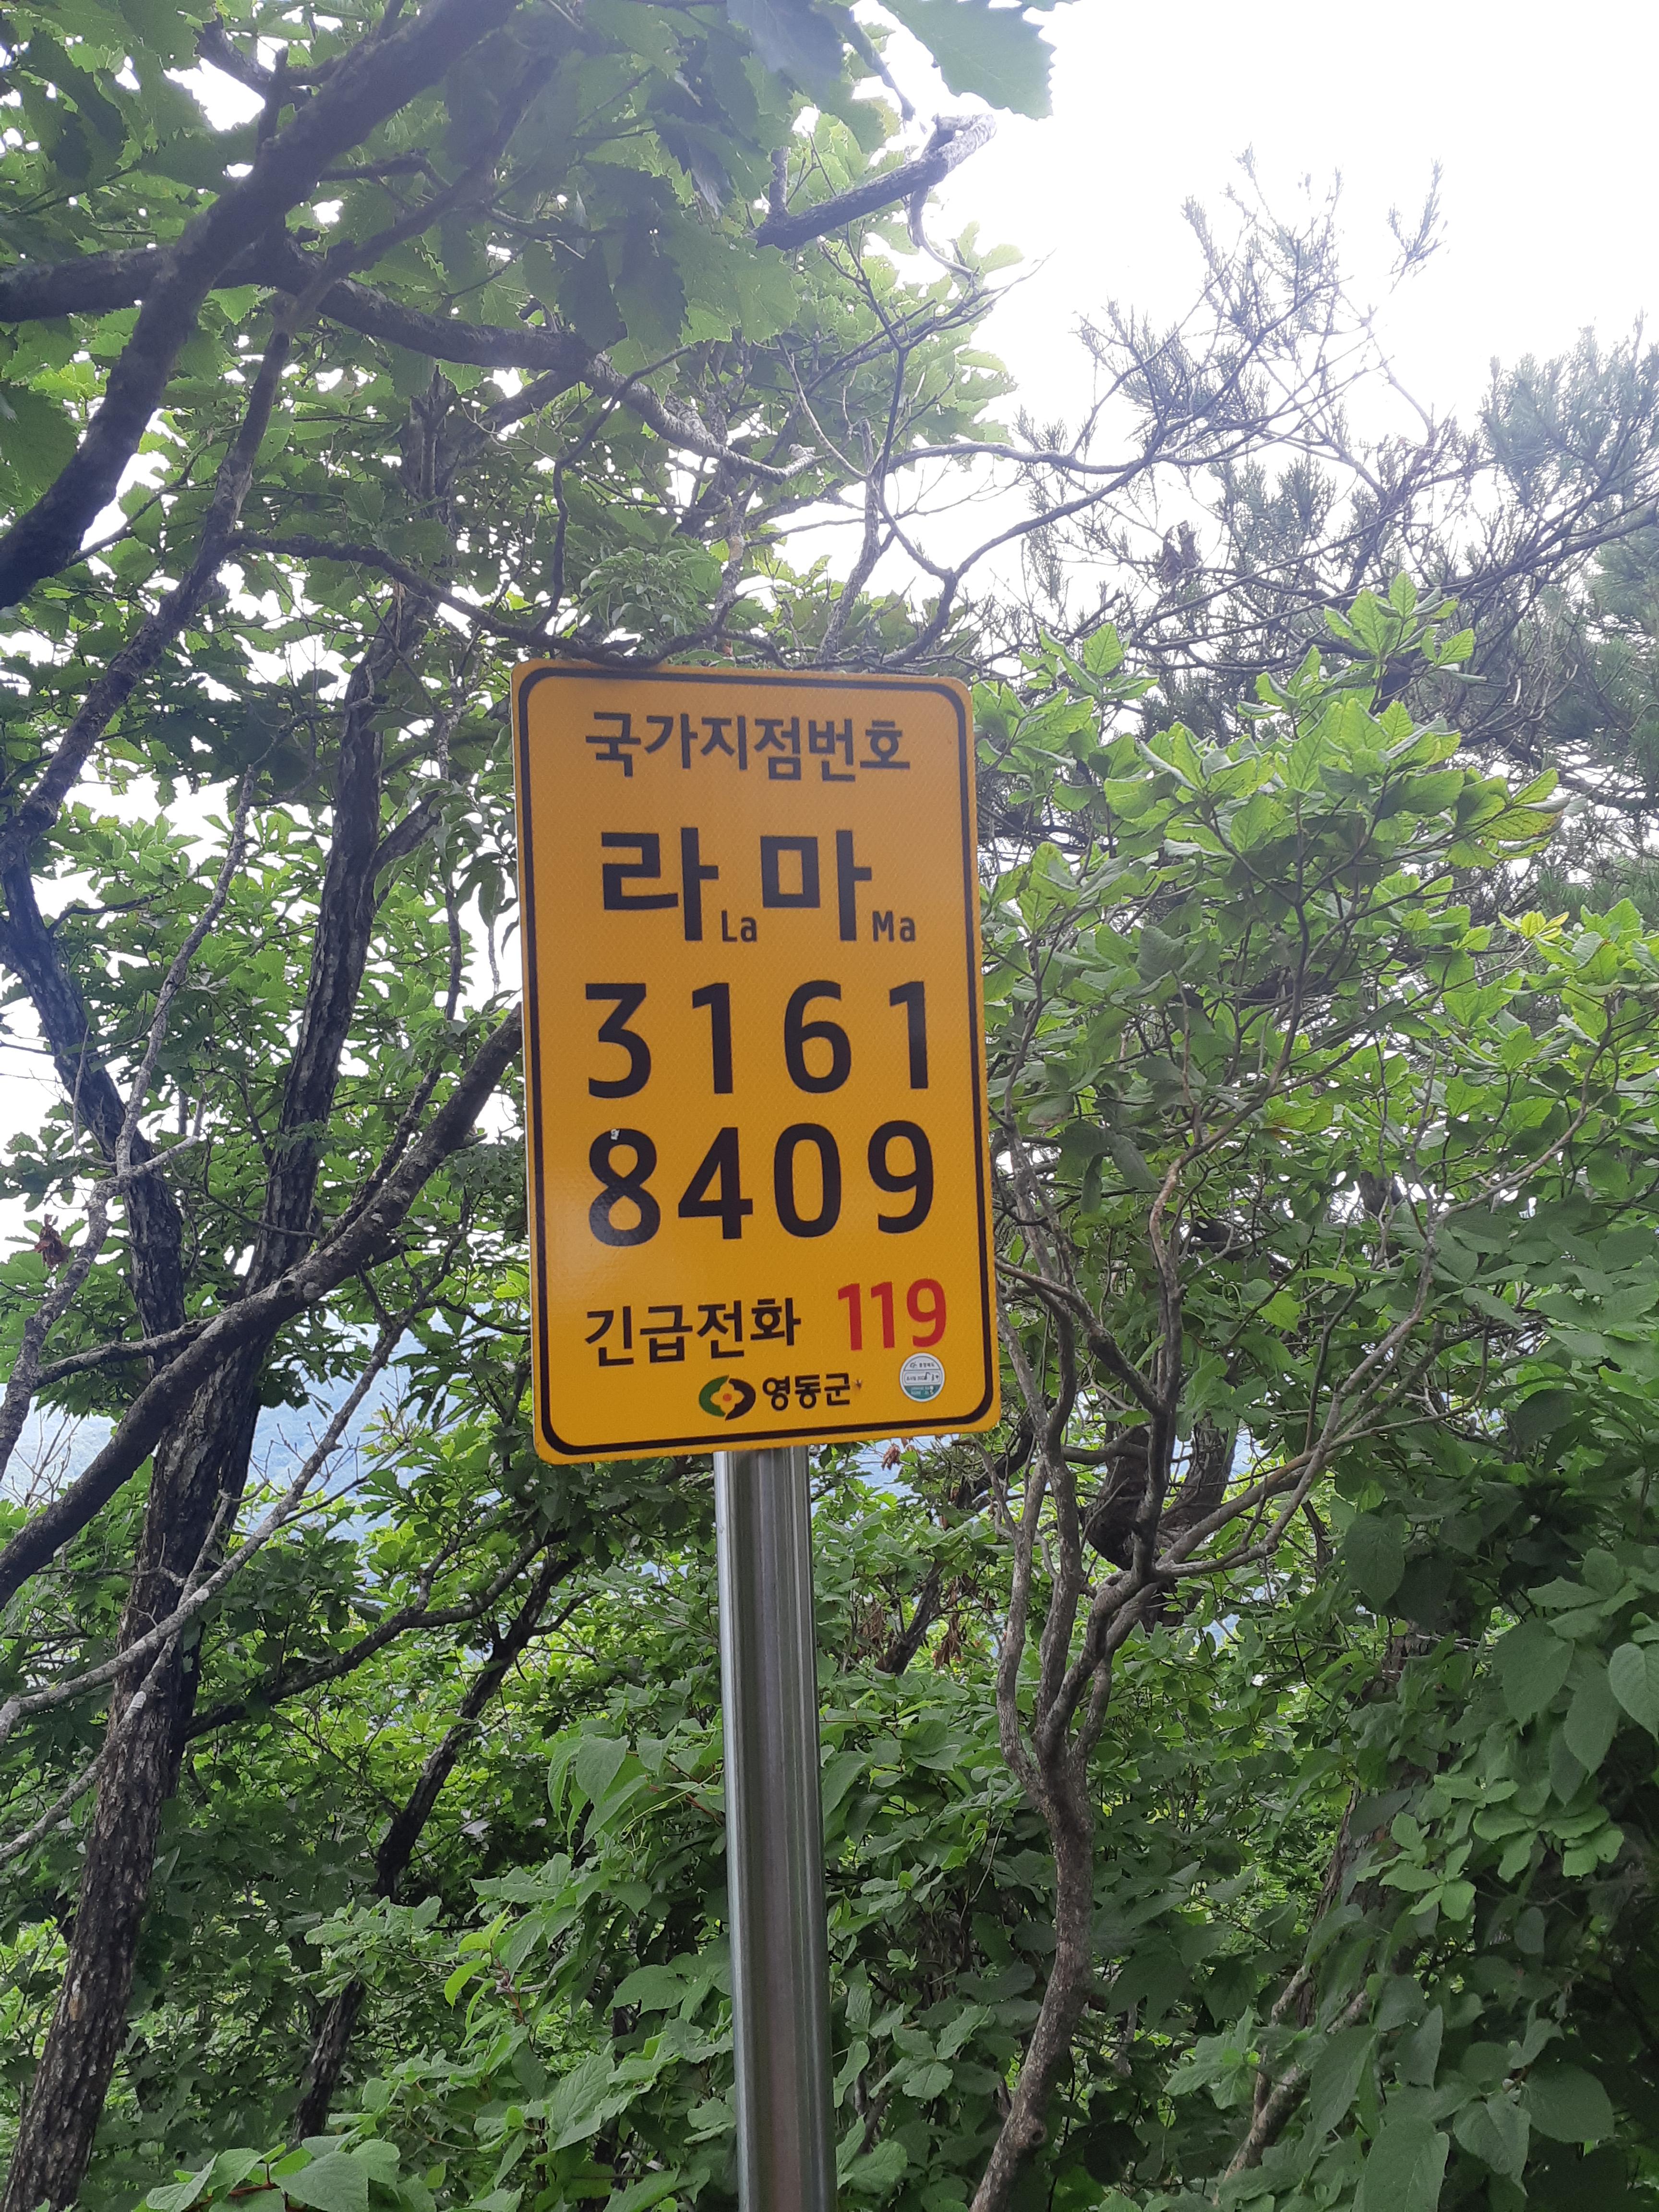 국가지점번호
라La마Ma
3161
8409
긴급전화 119
영동군